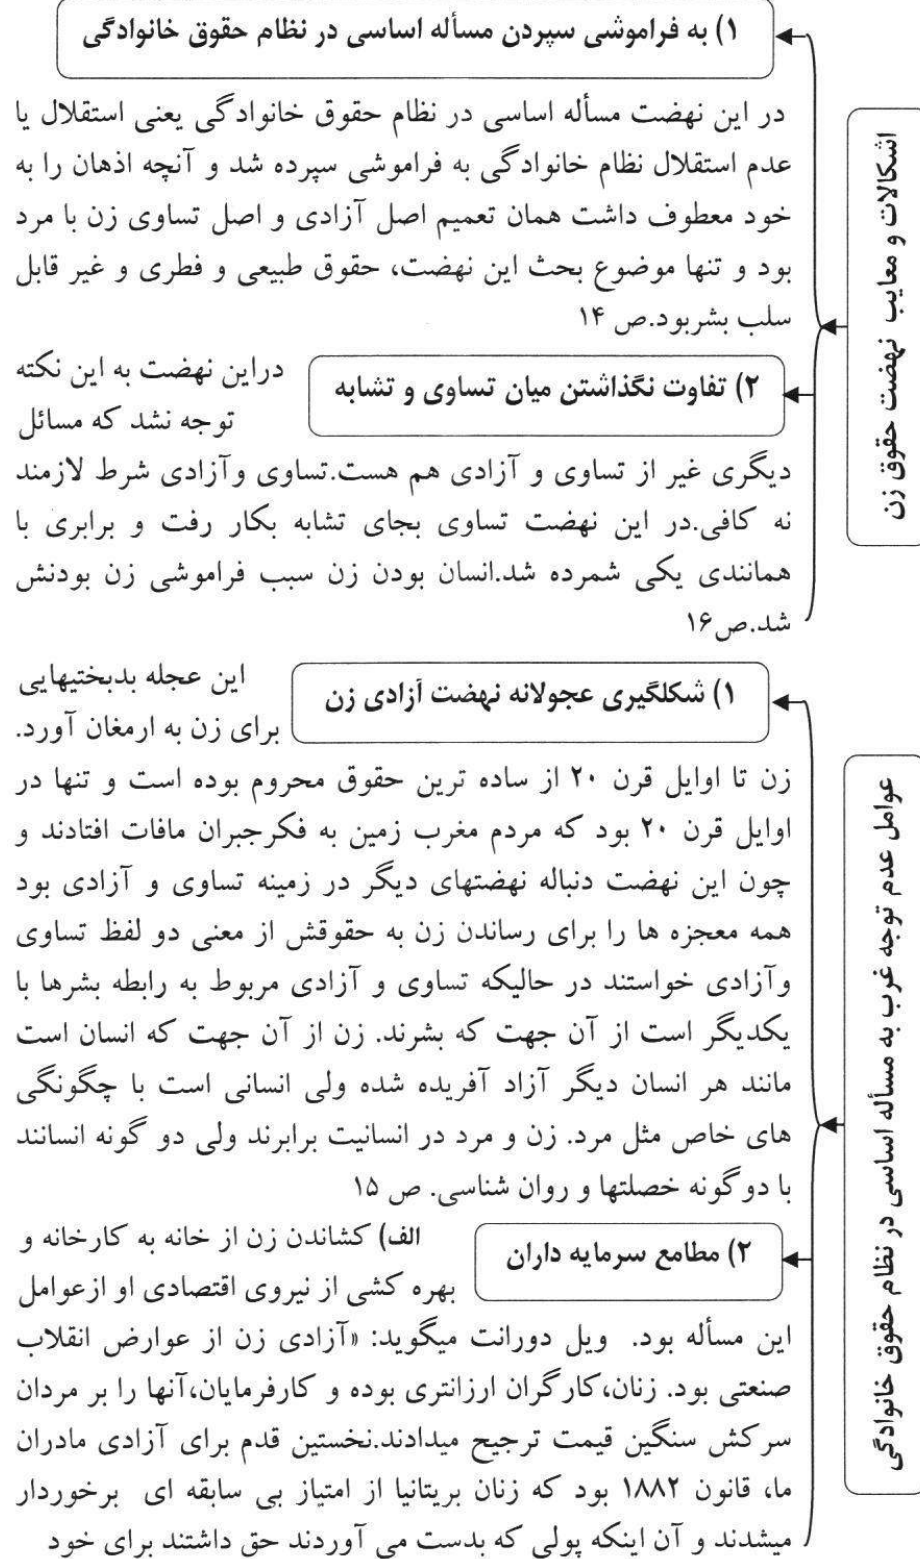 اشکالات و معایب نهضت حقوق زن
۱) به فراموشی سپردن مسأله اساسی در نظام حقوق خانوادگی
در این نهضت مسأله اساسی در نظام حقوق خانوادگی یعنی استقلال یا
عدم استقلال نظام خانوادگی به فراموشی سپرده شد و آنچه اذهان را به
خود معطوف داشت همان تعمیم اصل آزادی و اصل تساوی زن با مرد
بود و تنها موضوع بحث این نهضت، حقوق طبیعی و فطری و غیر قابل
سلب بشربود.ص ۱۴
۲) تفاوت نگذاشتن میان تساوی و تشابه
دراین نهضت به این نکته
توجه نشد که مسائل
دیگری غیر از تساوی و آزادی هم هست.تساوی وآزادی شرط لازمند
نه کافی.در این نهضت تساوی بجای تشابه بکار رفت و برابری با
همانندی یکی شمرده شد.انسان بودن زن سبب فراموشی زن بودنش
شد.ص۱۶
عوامل عدم توجه غرب به مسأله اساسی در نظام حقوق خانوادگی
۱) شکلگیری عجولانه نهضت آزادی زن
این عجله بدبختیهایی
برای زن به ارمغان آورد.
زن تا اوایل قرن ۲۰ از ساده ترین حقوق محروم بوده است و تنها در
اوایل قرن ۲۰ بود که مردم مغرب زمین به فکرجبران مافات افتادند و
چون این نهضت دنباله نهضتهای دیگر در زمینه تساوی و آزادی بود
همه معجزه ها را برای رساندن زن به حقوقش از معنی دو لفظ تساوی
وآزادی خواستند در حالیکه تساوی و آزادی مربوط به رابطه بشرها با
یکدیگر است از آن جهت که بشرند. زن از آن جهت که انسان است
مانند هر انسان دیگر آزاد آفریده شده ولی انسانی است با چگونگی
های خاص مثل مرد. زن و مرد در انسانیت برابرند ولی دو گونه انسانند
با دوگونه خصلتها و روان شناسی. ص ۱۵
۲) مطامع سرمایه داران
الف) کشاندن زن از خانه به کارخانه و
بهره کشی از نیروی اقتصادی او ازعوامل
این مسأله بود. ویل دورانت میگوید: «آزادی زن از عوارض انقلاب
صنعتی بود. زنان،کارگران ارزانتری بوده و کارفرمایان،آنها را بر مردان
سرکش سنگین قیمت ترجیح میدادند.نخستین قدم برای آزادی مادران
ما، قانون ۱۸۸۲ بود که زنان بریتانیا از امتیاز بی سابقه ای برخوردار
میشدند و آن اینکه پولی که بدست می آوردند حق داشتند برای خود